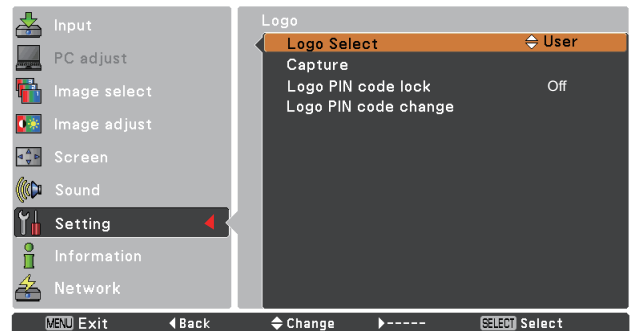 Input
PC adjust
Image select
Image adjust
Screen
Sound
Setting
Information
Network
Logo
Logo Select User
Capture
Logo PIN code lock Off
Logo PIN code change
MENU Exit Back Change ----- SELECT Select